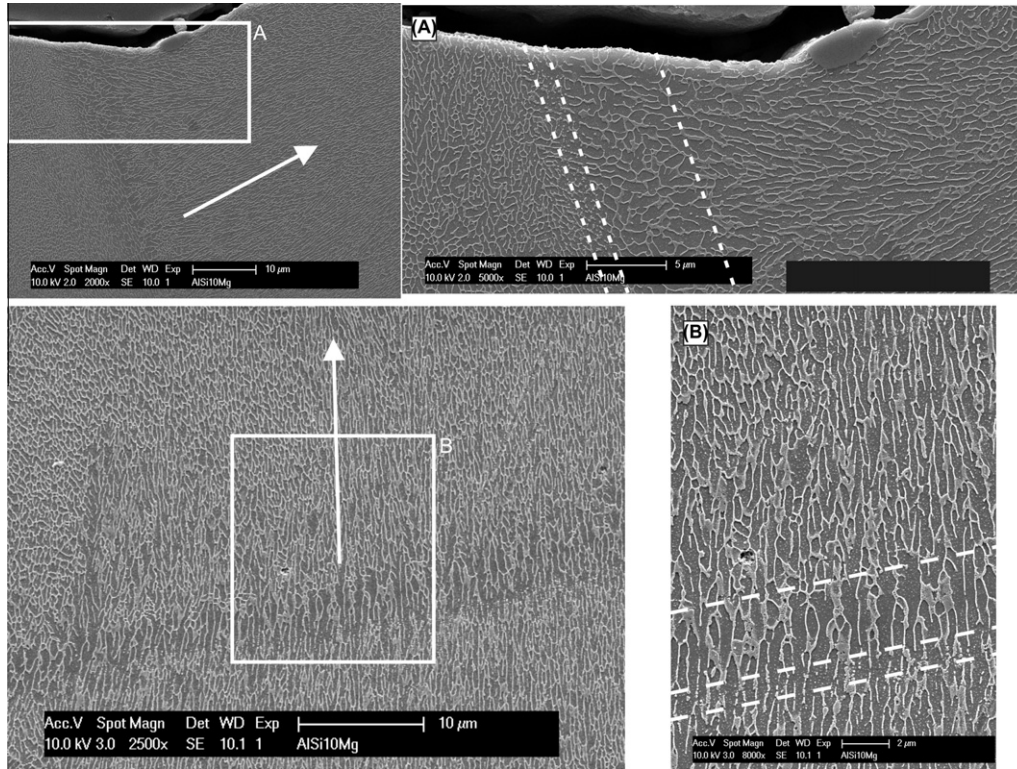 A
Acc.V Spot Magn Det WD Exp 10 µm
10.0 kV 2.0 2000x SE 10.0 1 AlSi10Mg
(A)
Acc.V Spot Magn Det WD Exp 5 µm
10.0 kV 2.0 5000x SE 10.0 1 AlSi10Mg
B
Acc.V Spot Magn Det WD Exp 10 µm
10.0 kV 3.0 2500x SE 10.1 1 AlSi10Mg
(B)
Acc.V Spot Magn Det WD Exp 2 µm
10.0 kV 3.0 8000x SE 10.1 1 AlSi10Mg